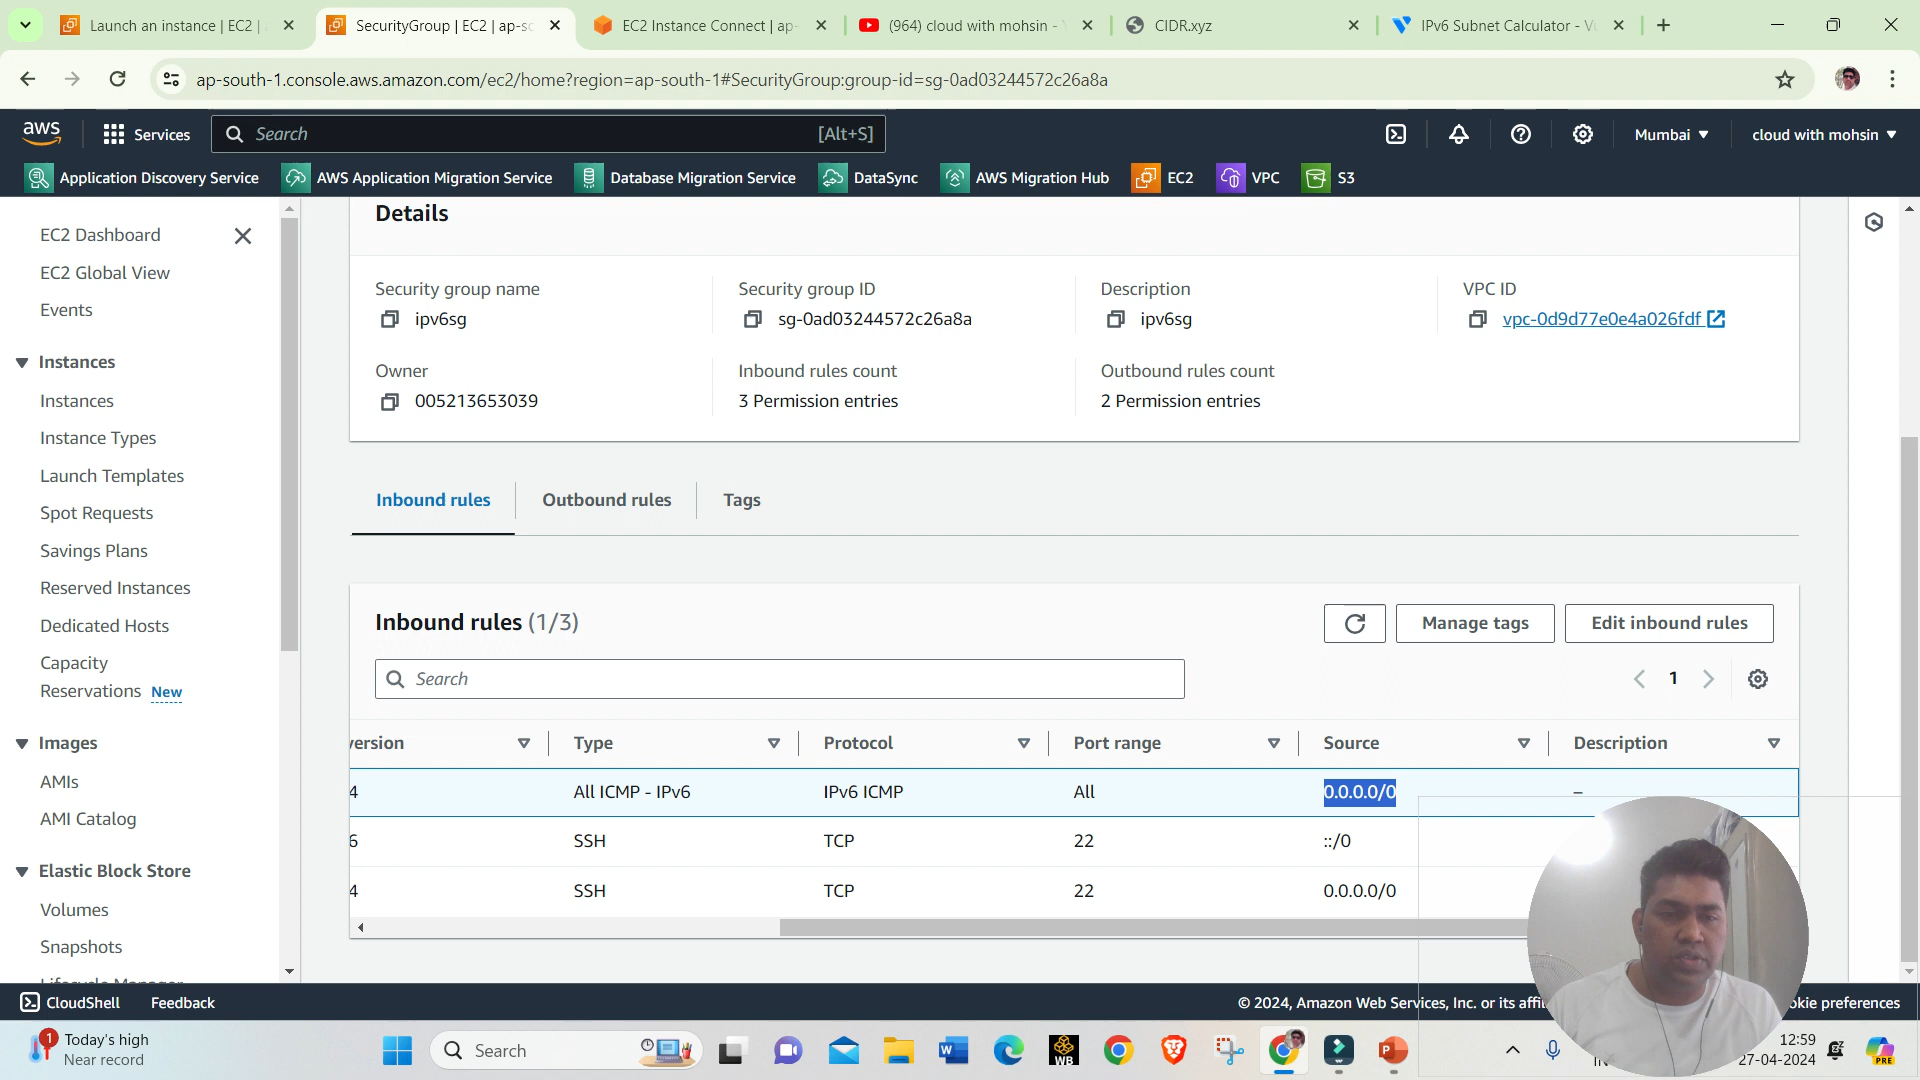 Launch an instance | EC2 |
SecurityGroup | EC2 | ap-so
EC2 Instance Connect | ap-
(964) cloud with mohsin -
CIDR.xyz
IPv6 Subnet Calculator - Vu
ap-south-1.console.aws.amazon.com/ec2/home?region=ap-south-1#SecurityGroup:group-id=sg-0ad03244572c26a8a
aws
Services
Search
[Alt+S]
Mumbai
cloud with mohsin
Application Discovery Service
AWS Application Migration Service
Database Migration Service
DataSync
AWS Migration Hub
EC2
VPC
S3
EC2 Dashboard
EC2 Global View
Events
Instances
Instances
Instance Types
Launch Templates
Spot Requests
Savings Plans
Reserved Instances
Dedicated Hosts
Capacity
Reservations New
Images
AMIs
AMI Catalog
Elastic Block Store
Volumes
Snapshots
Lifecycle Manager
Details
Security group name
ipv6sg
Security group ID
sg-0ad03244572c26a8a
Description
ipv6sg
VPC ID
vpc-0d9d77e0e4a026fdf
Owner
005213653039
Inbound rules count
3 Permission entries
Outbound rules count
2 Permission entries
Inbound rules
Outbound rules
Tags
Inbound rules (1/3)
Manage tags
Edit inbound rules
Search
1
version Type Protocol Port range Source Description
4 All ICMP - IPv6 IPv6 ICMP All 0.0.0.0/0 –
6 SSH TCP 22 ::/0
4 SSH TCP 22 0.0.0.0/0
CloudShell
Feedback
© 2024, Amazon Web Services, Inc. or its affil
okie preferences
1
Today's high
Near record
Search
WB
12:59
27-04-2024
PRE